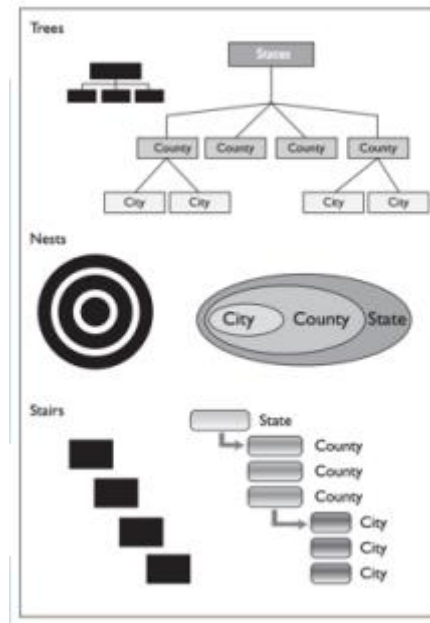 Trees
States
County County County County
City City City City
Nests
City County State
Stairs
State
County
County
County
City
City
City